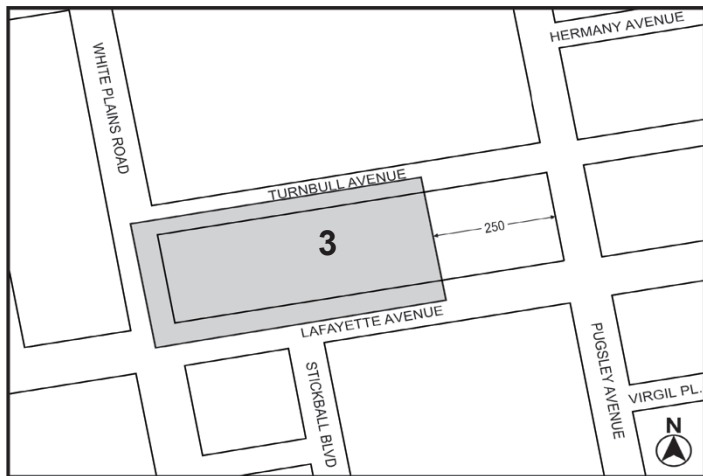 HERMANY AVENUE
WHITE PLAINS ROAD
TURNBULL AVENUE
3
250
LAFAYETTE AVENUE
STICKBALL BLVD
PUGSLEY AVENUE
VIRGIL PL.
N